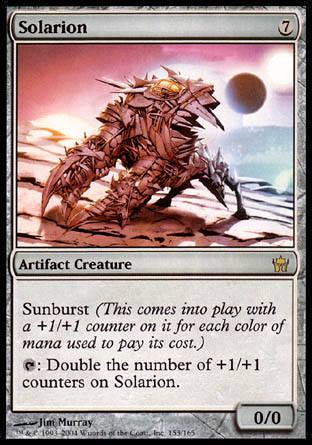 Solarion 7
Artifact Creature
Sunburst (This comes into play with
a +1/+1 counter on it for each color of
mana used to pay its cost.)
: Double the number of +1/+1
counters on Solarion.
Jim Murray
™ & © 1993-2004 Wizards of the Coast, Inc. 153/165
0/0